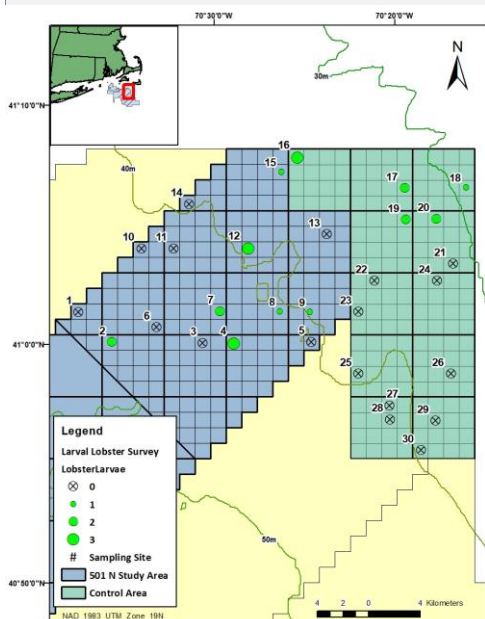 70°30'0"W 70°20'0"W
N
30m
41°10'0"N
40m
16
15
17
18
14
19
20
13
12
10
11
21
22
24
1
7
8
9
23
6
2
3
4
5
41°0'0"N
25
26
27
28
29
30
Legend
Larval Lobster Survey
LobsterLarvae
0
1
2
3
# Sampling Site
501 N Study Area
Control Area
50m
40°50'0"N
4 2 0 4 Kilometers
NAD 1983 UTM Zone 19N